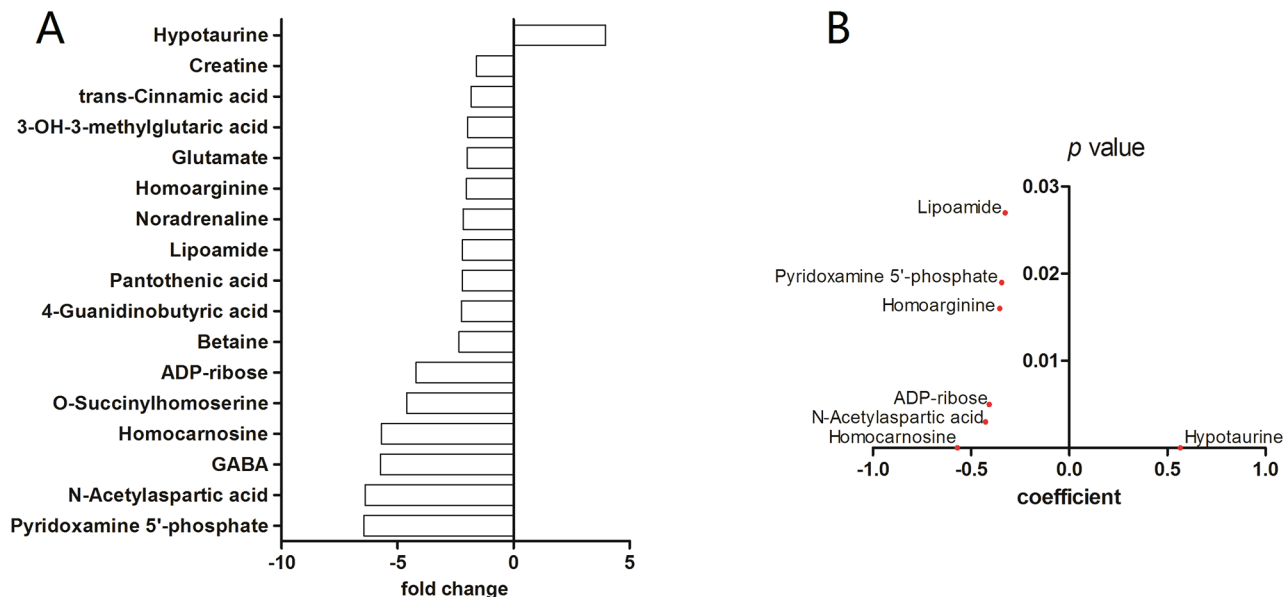 A
Hypotaurine
Creatine
trans-Cinnamic acid
3-OH-3-methylglutaric acid
Glutamate
Homoarginine
Noradrenaline
Lipoamide
Pantothenic acid
4-Guanidinobutyric acid
Betaine
ADP-ribose
O-Succinylhomoserine
Homocarnosine
GABA
N-Acetylaspartic acid
Pyridoxamine 5'-phosphate
-10 -5 0 5
fold change
B
p value
0.03
Lipoamide
0.02
Pyridoxamine 5'-phosphate
Homoarginine
0.01
ADP-ribose
N-Acetylaspartic acid
Homocarnosine Hypotaurine
-1.0 -0.5 0.0 0.5 1.0
coefficient